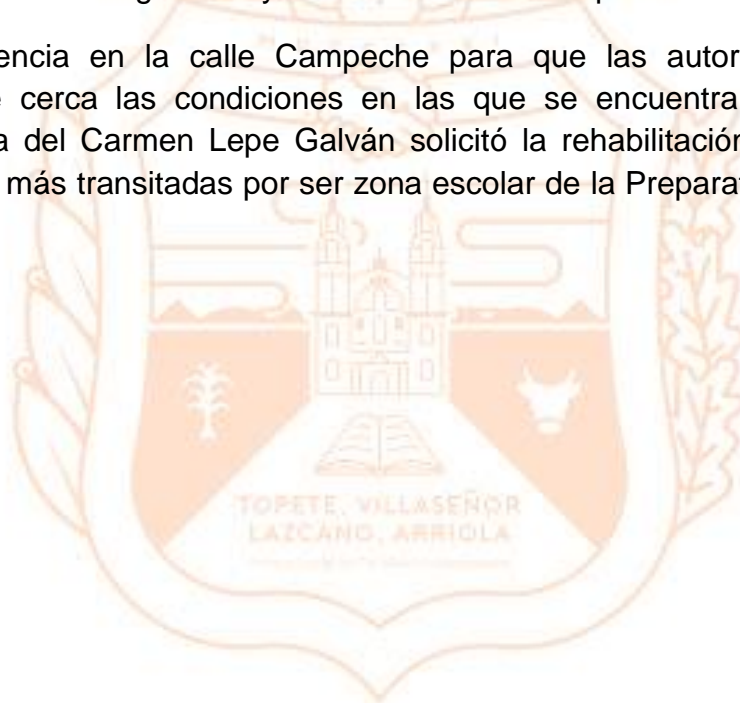 encia en la calle Campeche para que las autor
cerca las condiciones en las que se encuentra
a del Carmen Lepe Galván solicitó la rehabilitación
más transitadas por ser zona escolar de la Prepara
TOPETE, VILLASEÑOR
LAZCANO, ARRIOLA